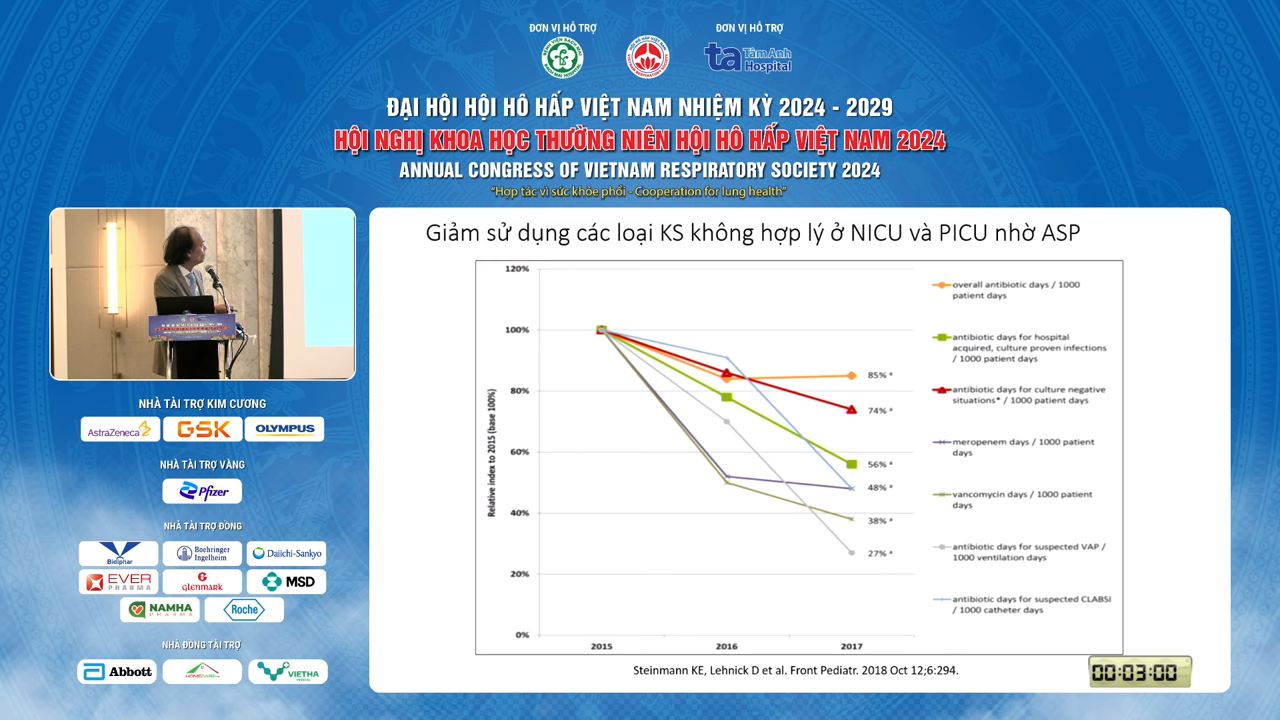 ĐƠN VỊ HỖ TRỢ
ĐƠN VỊ HỖ TRỢ
TâmAnh
ta
Hospital
ĐẠI HỘI HỘI HÔ HẤP VIỆT NAM NHIỆM KỲ 2024 - 2029
HỘI NGHỊ KHOA HỌC THƯỜNG NIÊN HỘI HÔ HẤP VIỆT NAM 2024
ANNUAL CONGRESS OF VIETNAM RESPIRATORY SOCIETY 2024
"Hợp tác vì sức khỏe phổi - Cooperation for lung health"
NHÀ TÀI TRỢ KIM CƯƠNG
AstraZeneca
GSK
OLYMPUS
NHÀ TÀI TRỢ VÀNG
Pfizer
NHÀ TÀI TRỢ ĐỒNG
Bidiphar
Boehringer
Ingelheim
Daiichi-Sankyo
EVER
PHARMA
GLENMARK
MSD
NAMHA
PHARMA
Roche
NHÀ ĐỒNG TÀI TRỢ
Abbott
VIETHA
Giảm sử dụng các loại KS không hợp lý ở NICU và PICU nhờ ASP
Relative index to 2015 (base 100%)
120%
100%
80%
60%
40%
20%
0%
2015
2016
2017
85% ª
74% ª
56% ª
48% ª
38% ª
27% ª
overall antibiotic days / 1000
patient days
antibiotic days for hospital
acquired, culture proven infections
/ 1000 patient days
antibiotic days for culture negative
situations* / 1000 patient days
meropenem days / 1000 patient
days
vancomycin days / 1000 patient
days
antibiotic days for suspected VAP /
1000 ventilation days
antibiotic days for suspected CLABSI
/ 1000 catheter days
Steinmann KE, Lehnick D et al. Front Pediatr. 2018 Oct 12;6:294.
00:03:00